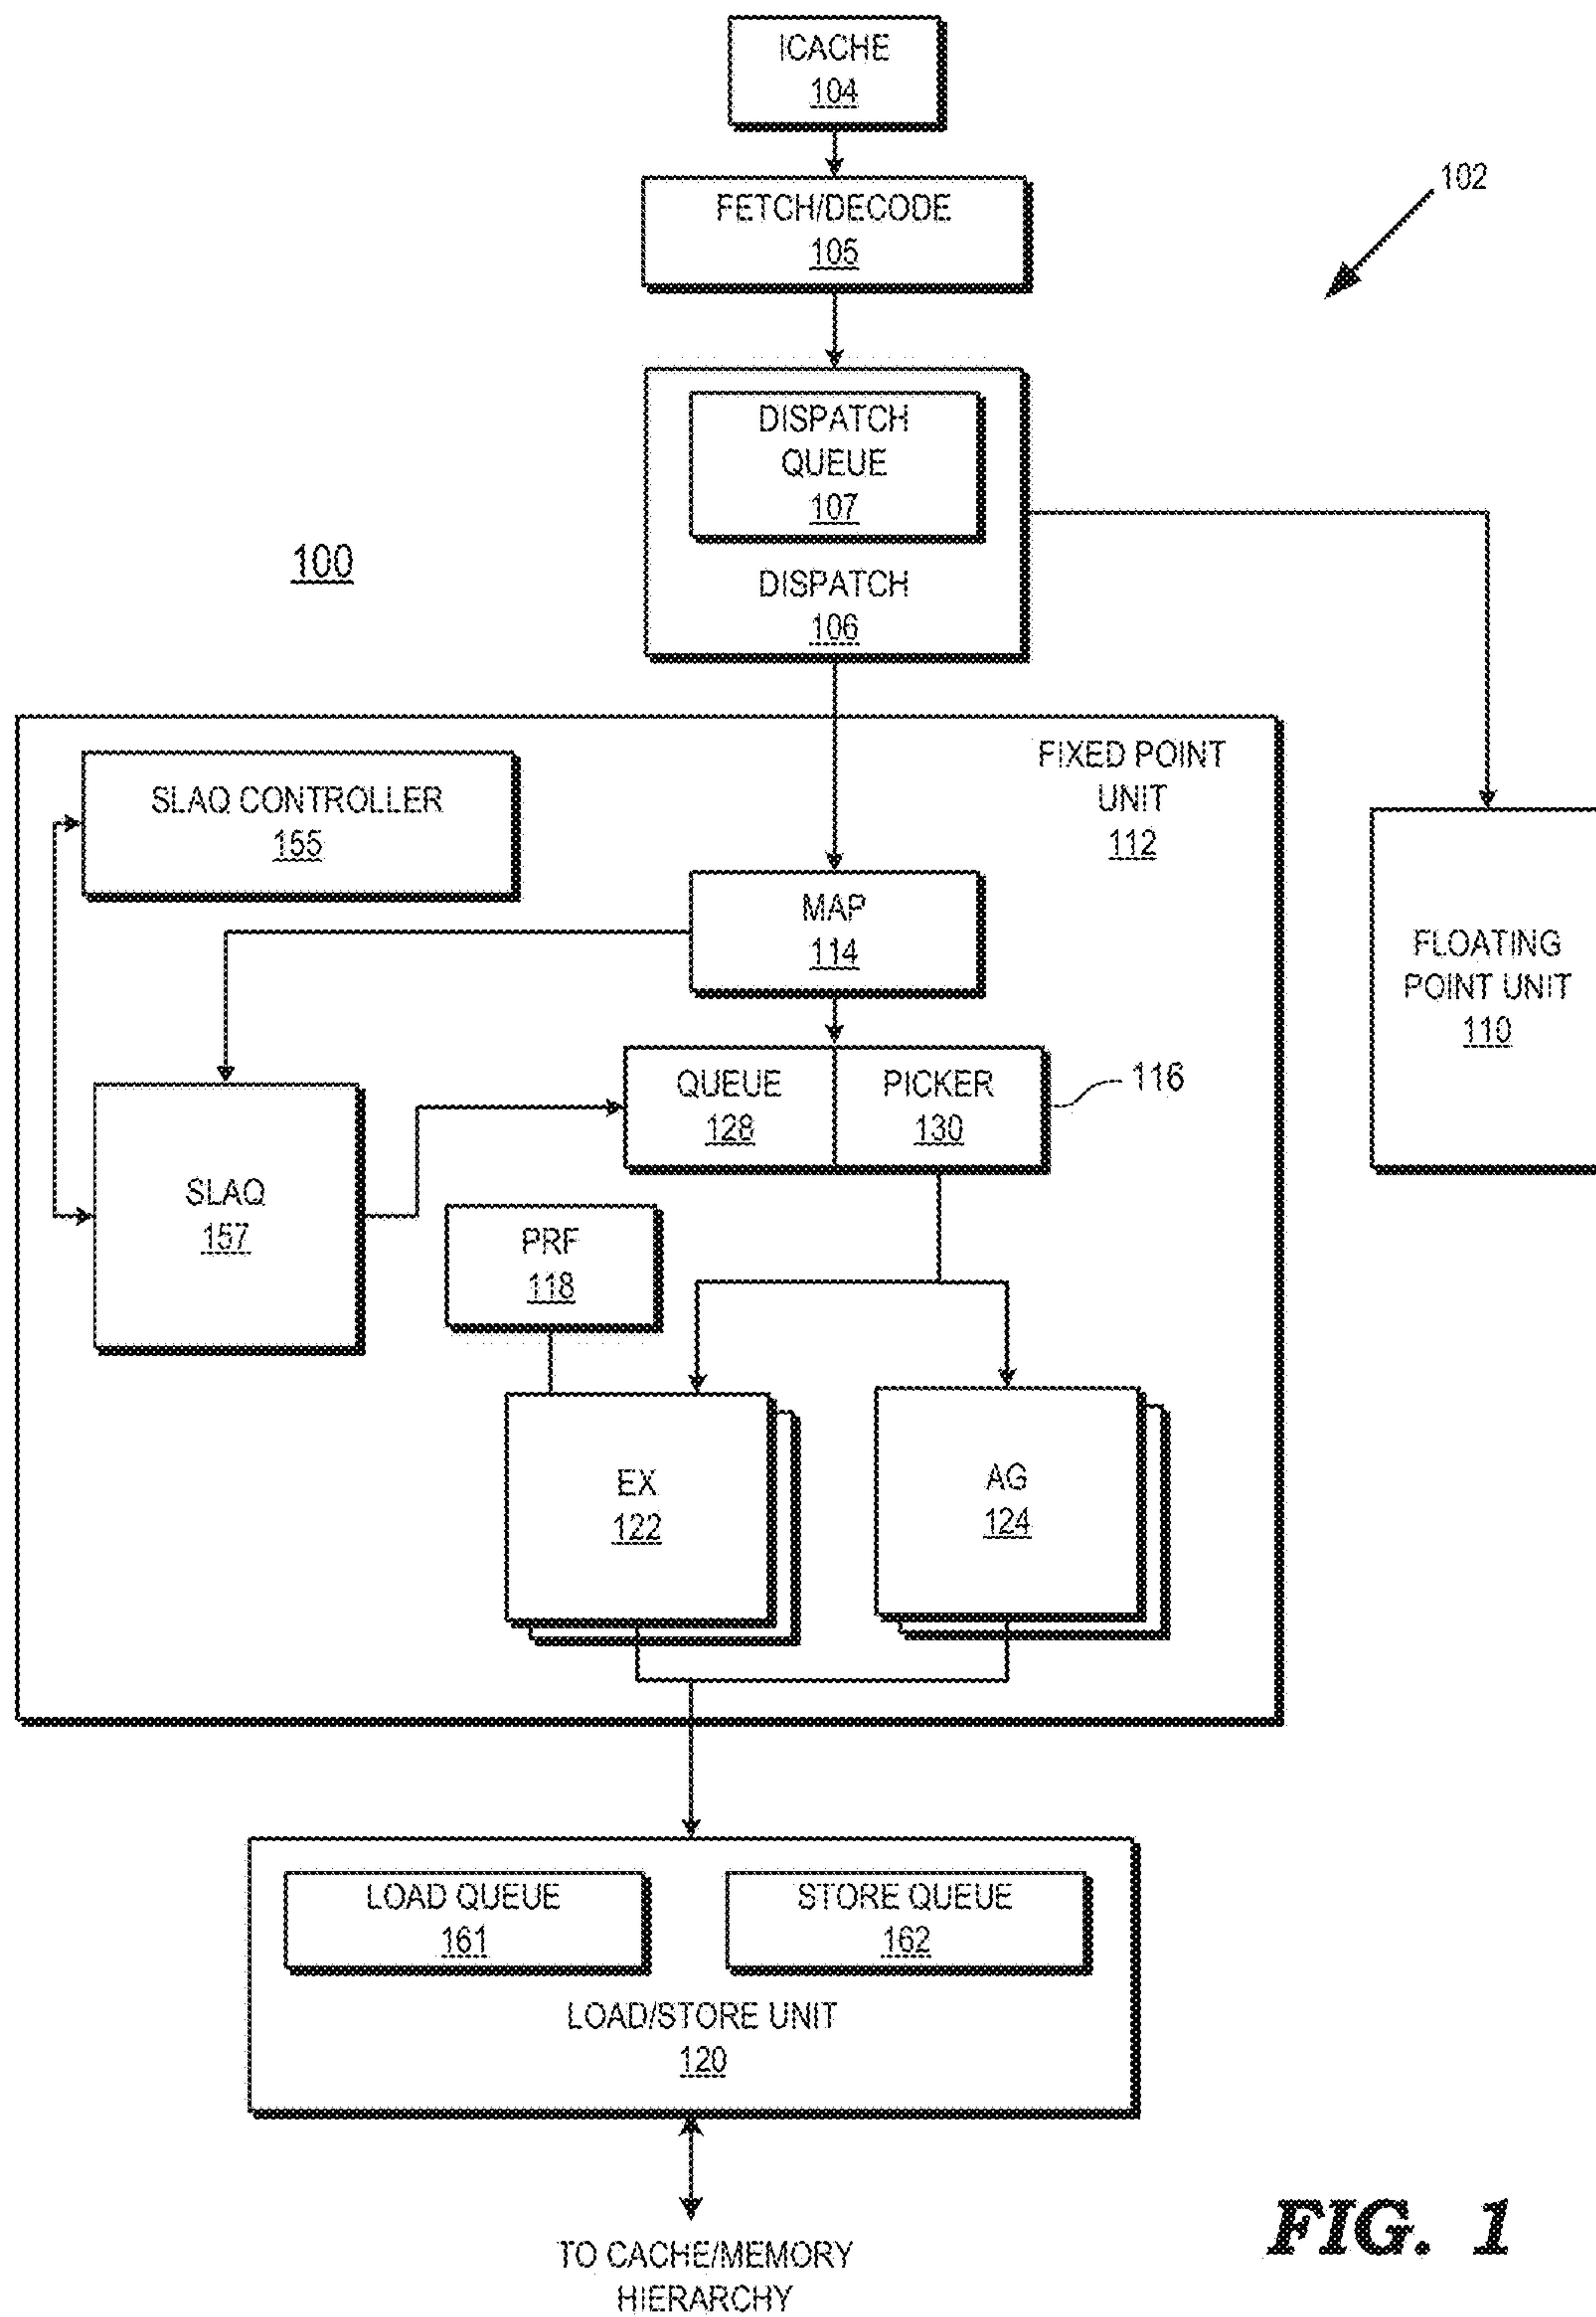 ICACHE
104
102
FETCH/DECODE
105
DISPATCH
QUEUE
107
100
DISPATCH
106
FIXED POINT
UNIT
112
SLAQ CONTROLLER
155
MAP
114
FLOATING
POINT UNIT
110
QUEUE
128
PICKER
130
116
SLAQ
157
PRF
118
EX
122
AG
124
LOAD QUEUE
161
STORE QUEUE
162
LOAD/STORE UNIT
120
TO CACHE/MEMORY
HIERARCHY
FIG. 1